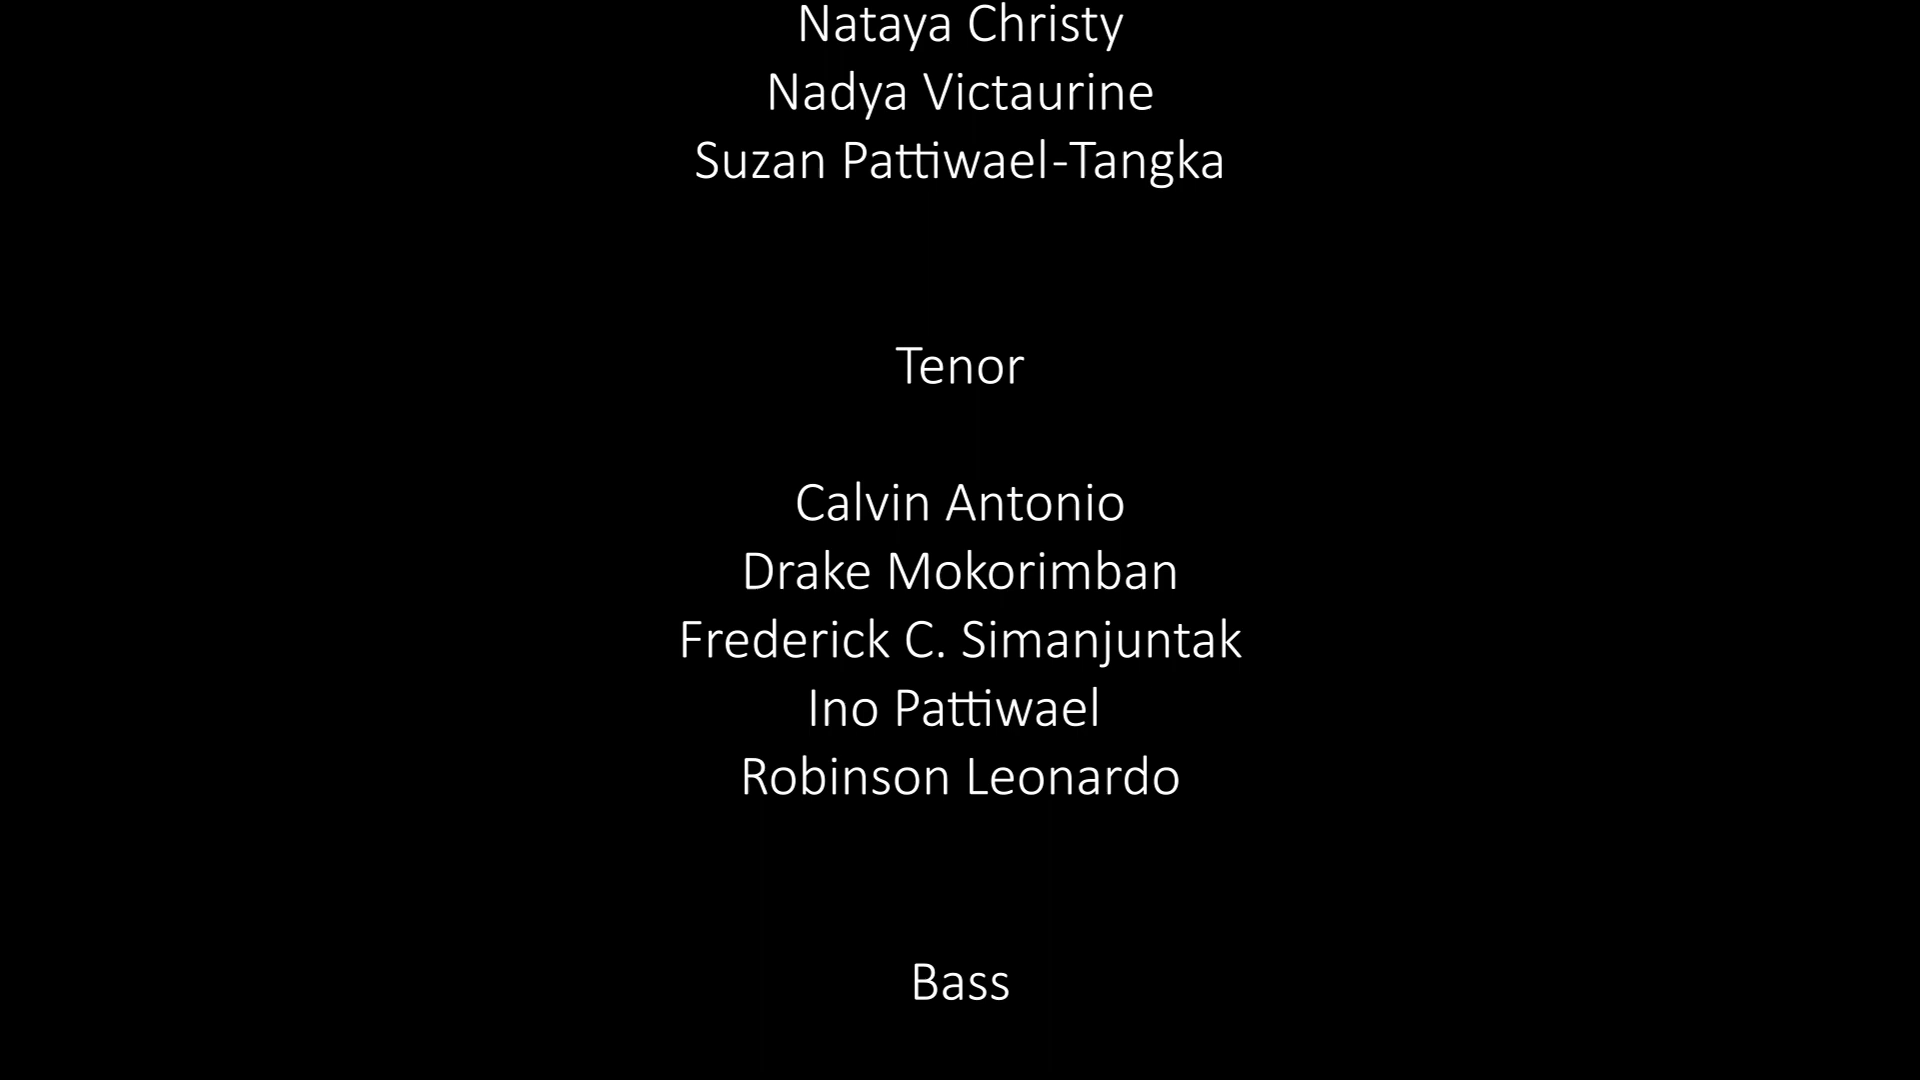 Nataya Christy
Nadya Victaurine
Suzan Pattiwael-Tangka
Tenor
Calvin Antonio
Drake Mokorimban
Frederick C. Simanjuntak
Ino Pattiwael
Robinson Leonardo
Bass